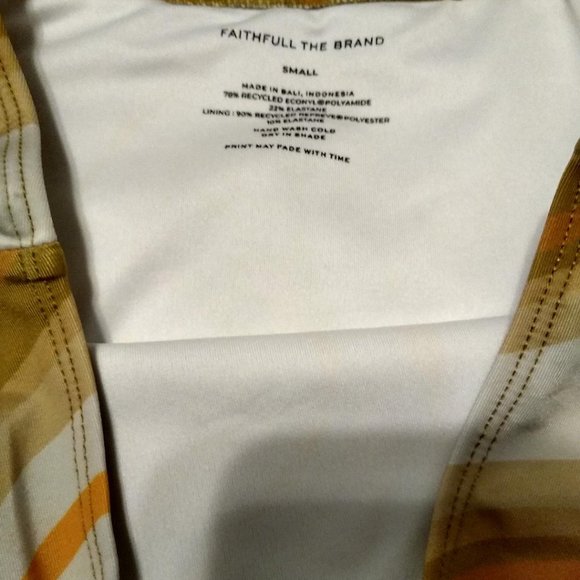 FAITHFULL THE BRAND
SMALL
MADE IN BALI, INDONESIA
78% RECYCLED ECONYL®POLYAMIDE
22% ELASTANE
LINING : 90% RECYCLED REPREVE®POLYESTER
10% ELASTANE
HAND WASH COLD
DRY IN SHADE
PRINT MAY FADE WITH TIME